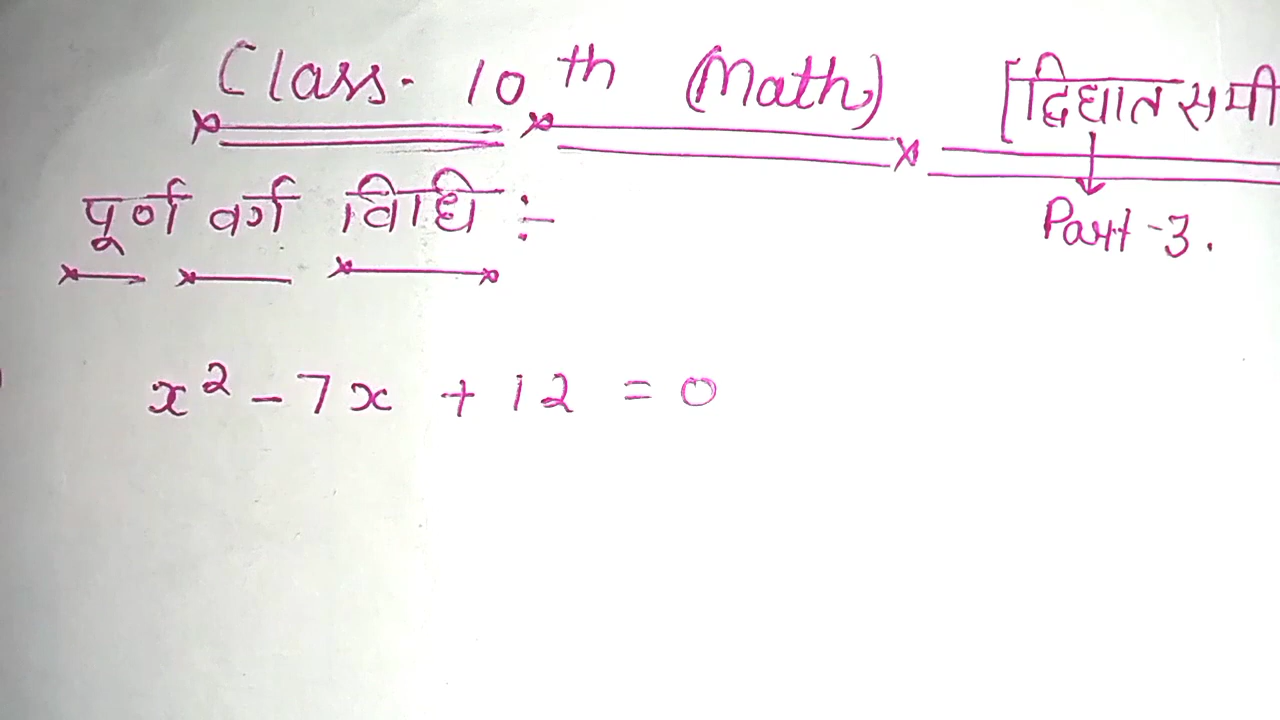 Class. 10th (Math) [द्विघात समी
Part-3.
पूर्ण वर्ग विधि :-
x² - 7x + 12 = 0